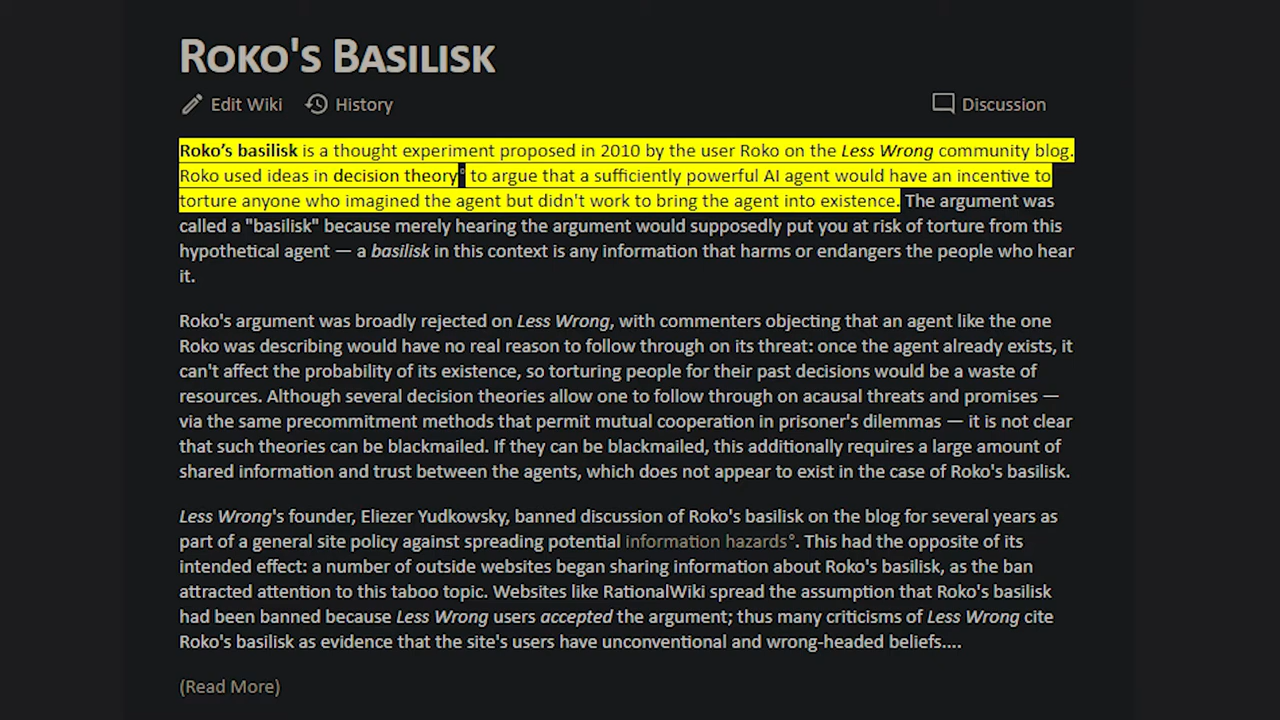 Roko's Basilisk
Edit Wiki History Discussion
Roko's basilisk is a thought experiment proposed in 2010 by the user Roko on the Less Wrong community blog.
Roko used ideas in decision theory° to argue that a sufficiently powerful AI agent would have an incentive to
torture anyone who imagined the agent but didn't work to bring the agent into existence. The argument was
called a "basilisk" because merely hearing the argument would supposedly put you at risk of torture from this
hypothetical agent — a basilisk in this context is any information that harms or endangers the people who hear
it.
Roko's argument was broadly rejected on Less Wrong, with commenters objecting that an agent like the one
Roko was describing would have no real reason to follow through on its threat: once the agent already exists, it
can't affect the probability of its existence, so torturing people for their past decisions would be a waste of
resources. Although several decision theories allow one to follow through on acausal threats and promises —
via the same precommitment methods that permit mutual cooperation in prisoner's dilemmas — it is not clear
that such theories can be blackmailed. If they can be blackmailed, this additionally requires a large amount of
shared information and trust between the agents, which does not appear to exist in the case of Roko's basilisk.
Less Wrong's founder, Eliezer Yudkowsky, banned discussion of Roko's basilisk on the blog for several years as
part of a general site policy against spreading potential information hazards°. This had the opposite of its
intended effect: a number of outside websites began sharing information about Roko's basilisk, as the ban
attracted attention to this taboo topic. Websites like RationalWiki spread the assumption that Roko's basilisk
had been banned because Less Wrong users accepted the argument; thus many criticisms of Less Wrong cite
Roko's basilisk as evidence that the site's users have unconventional and wrong-headed beliefs....
(Read More)